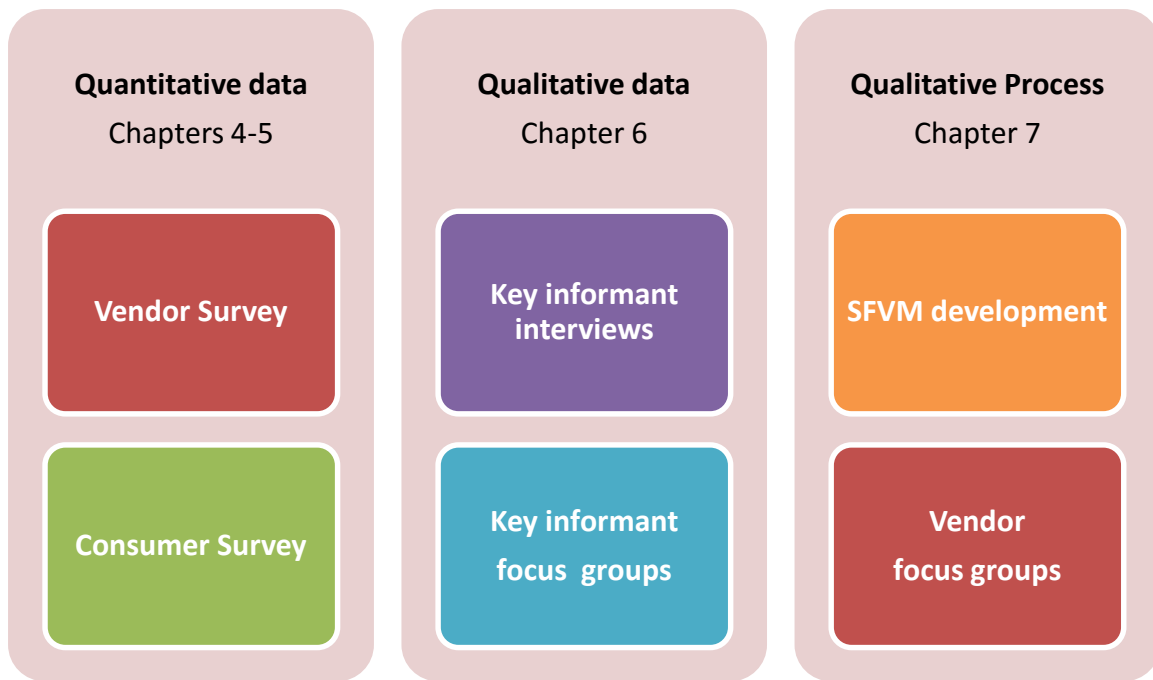 Quantitative data
Chapters 4-5
Vendor Survey
Consumer Survey
Qualitative data
Chapter 6
Key informant
interviews
Key informant
focus  groups
Qualitative Process
Chapter 7
SFVM development
Vendor
focus groups